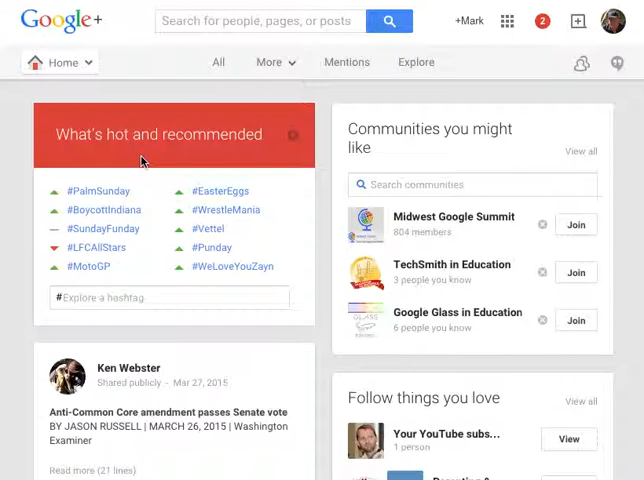 Google+
Search for people, pages, or posts
+Mark
2
Home
All
More
Mentions
Explore
What's hot and recommended
#PalmSunday
#EasterEggs
#BoycottIndiana
#WrestleMania
#SundayFunday
#Vettel
#LFCAllStars
#Punday
#MotoGP
#WeLoveYouZayn
#Explore a hashtag
Communities you might
like
View all
Search communities
Midwest Google Summit
804 members
Join
TechSmith in Education
3 people you know
Join
Google Glass in Education
6 people you know
Join
Ken Webster
Shared publicly - Mar 27, 2015
Anti-Common Core amendment passes Senate vote
BY JASON RUSSELL | MARCH 26, 2015 | Washington
Examiner
Read more (21 lines)
Follow things you love
View all
Your YouTube subs...
1 person
View